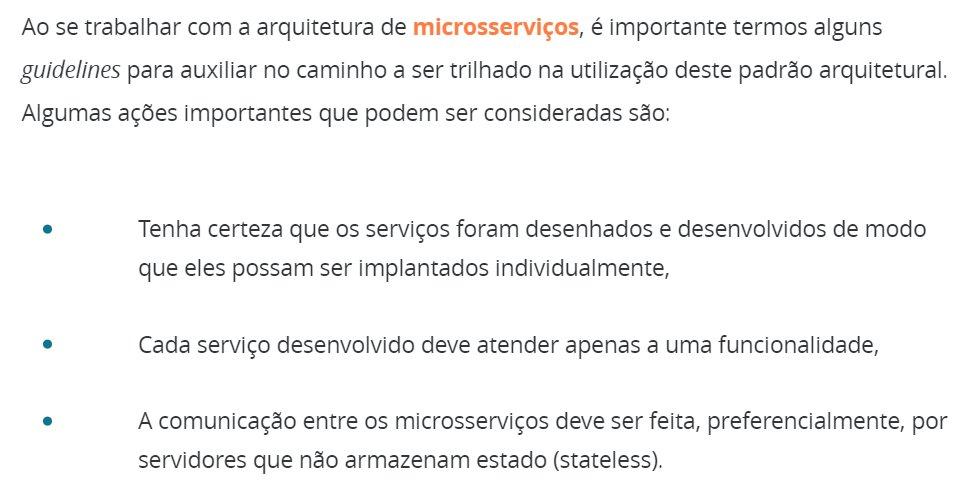 Ao se trabalhar com a arquitetura de microsserviços, é importante termos alguns
guidelines para auxiliar no caminho a ser trilhado na utilização deste padrão arquitetural.
Algumas ações importantes que podem ser consideradas são:
• Tenha certeza que os serviços foram desenhados e desenvolvidos de modo
que eles possam ser implantados individualmente,
• Cada serviço desenvolvido deve atender apenas a uma funcionalidade,
• A comunicação entre os microsserviços deve ser feita, preferencialmente, por
servidores que não armazenam estado (stateless).